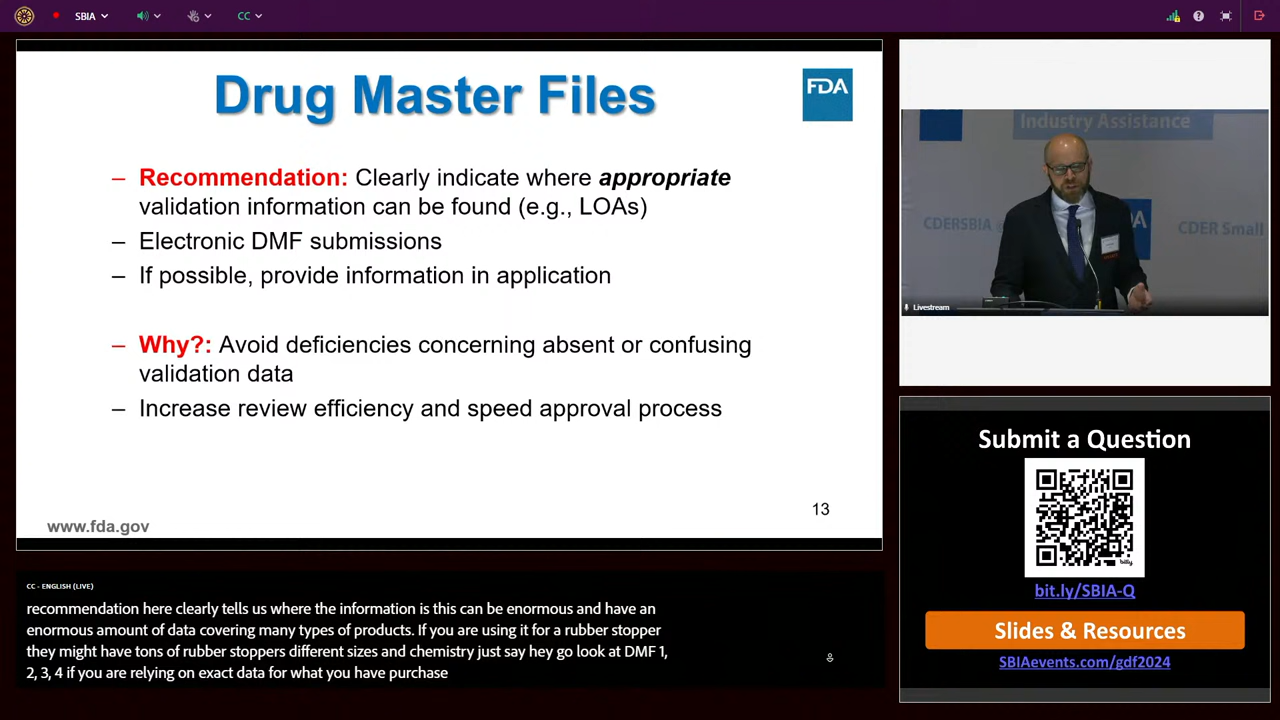 SBIA
CC
Drug Master Files
FDA
– Recommendation: Clearly indicate where appropriate
validation information can be found (e.g., LOAs)
– Electronic DMF submissions
– If possible, provide information in application
– Why?: Avoid deficiencies concerning absent or confusing
validation data
– Increase review efficiency and speed approval process
13
www.fda.gov
Industry Assistance
CDERSBIA @
DA
CDER Small
Livestream
Submit a Question
bitly
bit.ly/SBIA-Q
Slides & Resources
SBIAevents.com/gdf2024
CC - ENGLISH (LIVE)
recommendation here clearly tells us where the information is this can be enormous and have an
enormous amount of data covering many types of products. If you are using it for a rubber stopper
they might have tons of rubber stoppers different sizes and chemistry just say hey go look at DMF 1,
2, 3, 4 if you are relying on exact data for what you have purchase